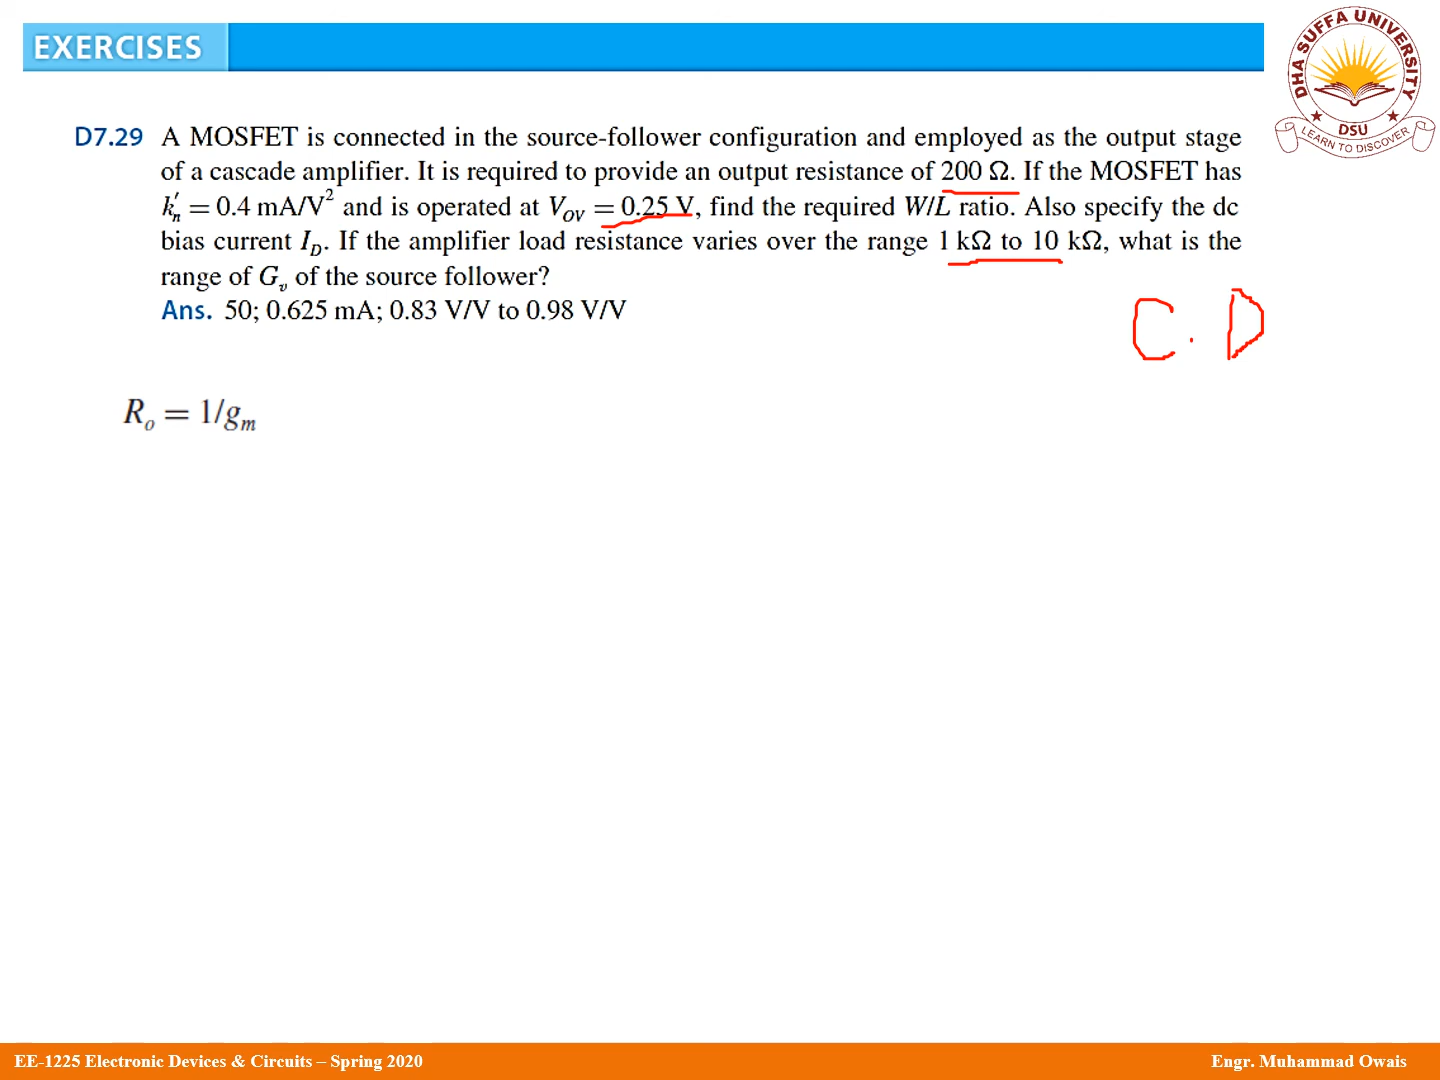 EXERCISES
DHA SUFFA UNIVERSITY
DSU
LEARN TO DISCOVER
D7.29 A MOSFET is connected in the source-follower configuration and employed as the output stage
of a cascade amplifier. It is required to provide an output resistance of 200 Ω. If the MOSFET has
k′ₙ = 0.4 mA/V² and is operated at V_OV = 0.25 V, find the required W/L ratio. Also specify the dc
bias current I_D. If the amplifier load resistance varies over the range 1 kΩ to 10 kΩ, what is the
range of G_v of the source follower?
Ans. 50; 0.625 mA; 0.83 V/V to 0.98 V/V
C.D
R_o = 1/g_m
EE-1225 Electronic Devices & Circuits – Spring 2020
Engr. Muhammad Owais